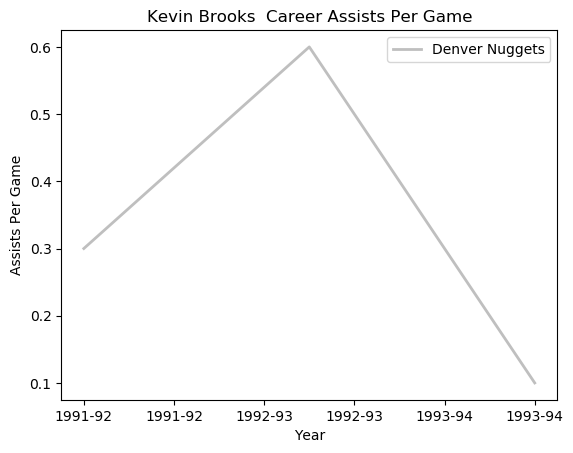 Kevin Brooks  Career Assists Per Game
Denver Nuggets
0.6
0.5
0.4
0.3
0.2
0.1
Assists Per Game
1991-92 1991-92 1992-93 1992-93 1993-94 1993-94
Year